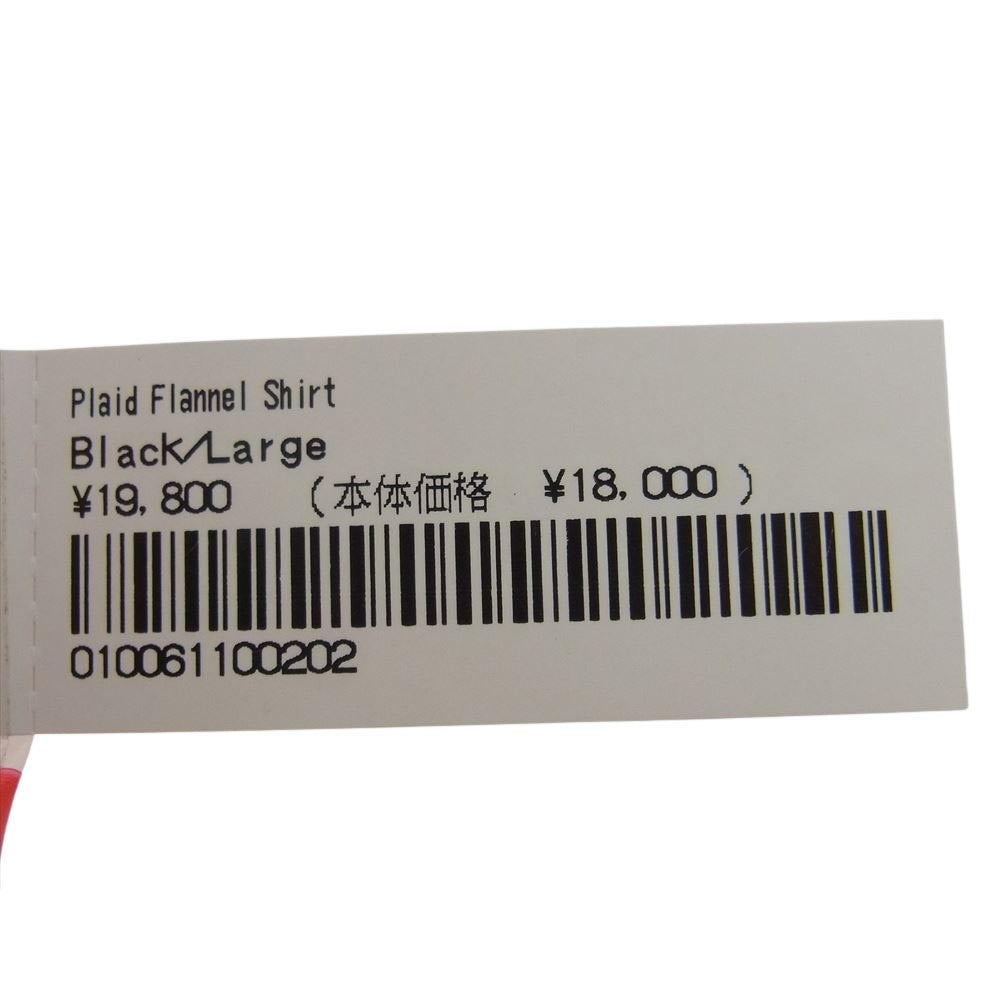 Plaid Flannel Shirt
Black/Large
¥19,800 (本体価格 ¥18,000 )
010061100202